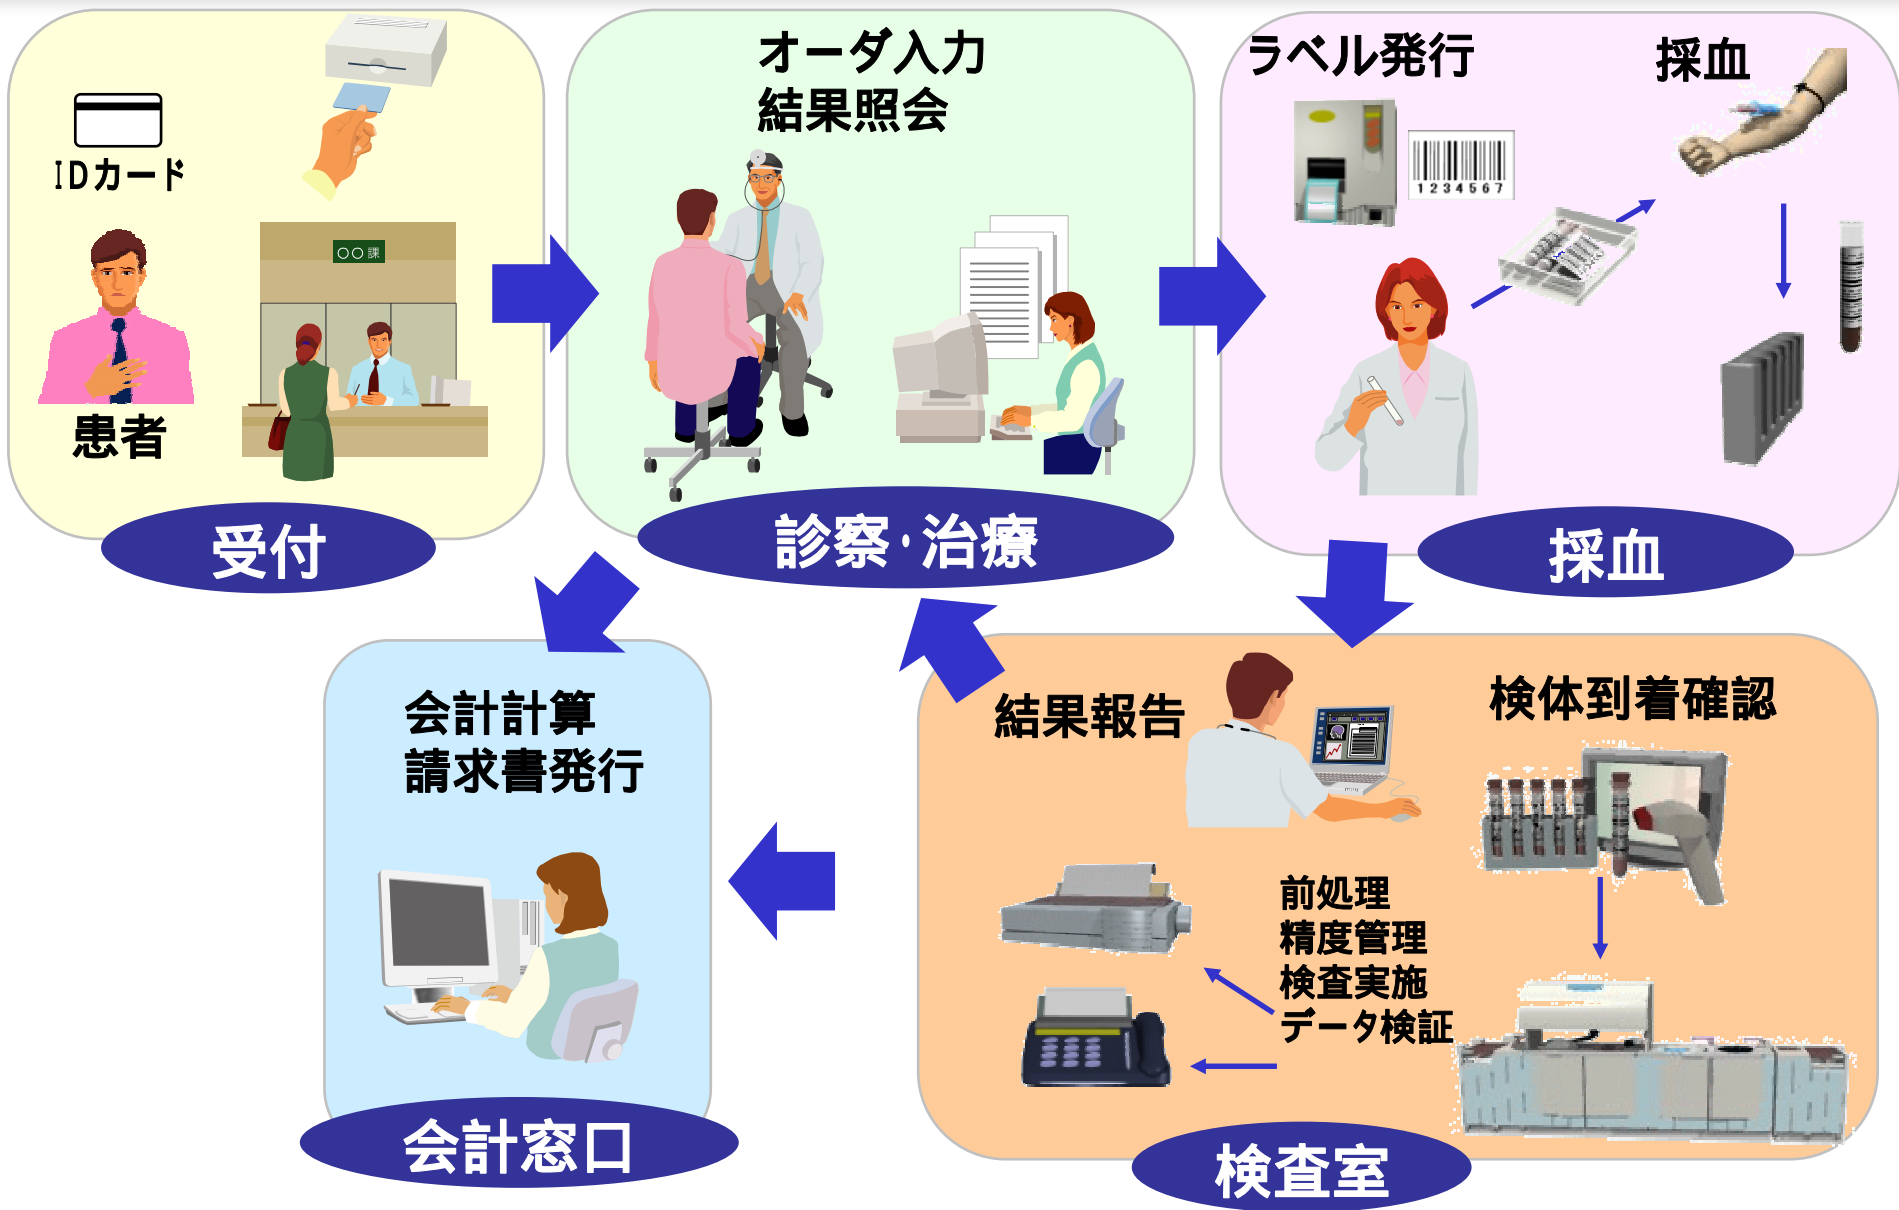 IDカード
○○課
患者
受付
オーダ入力
結果照会
診察・治療
ラベル発行
1234567
採血
採血
会計計算
請求書発行
会計窓口
結果報告
検体到着確認
前処理
精度管理
検査実施
データ検証
検査室